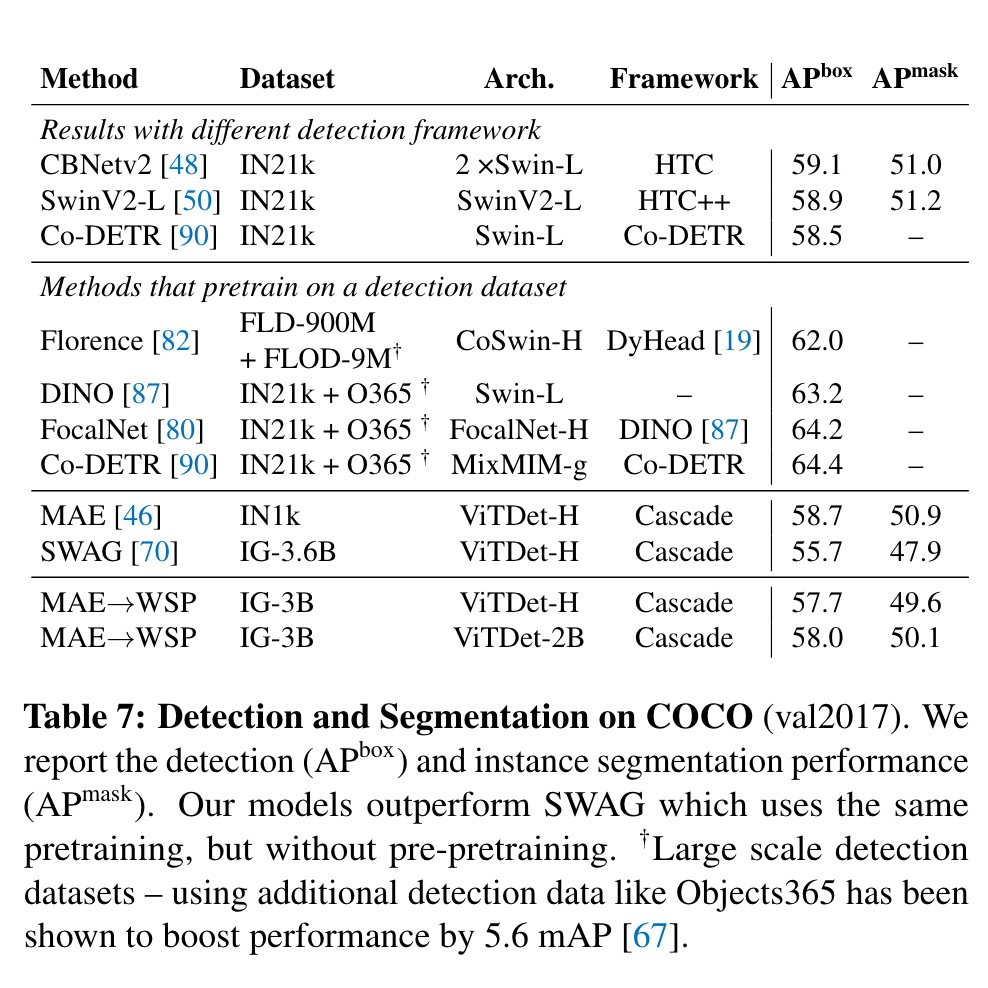 Method Dataset Arch. Framework AP^box AP^mask
Results with different detection framework
CBNetv2 [48] IN21k 2 ×Swin-L HTC 59.1 51.0
SwinV2-L [50] IN21k SwinV2-L HTC++ 58.9 51.2
Co-DETR [90] IN21k Swin-L Co-DETR 58.5 –
Methods that pretrain on a detection dataset
Florence [82] FLD-900M + FLOD-9M† CoSwin-H DyHead [19] 62.0 –
DINO [87] IN21k + O365 † Swin-L – 63.2 –
FocalNet [80] IN21k + O365 † FocalNet-H DINO [87] 64.2 –
Co-DETR [90] IN21k + O365 † MixMIM-g Co-DETR 64.4 –
MAE [46] IN1k ViTDet-H Cascade 58.7 50.9
SWAG [70] IG-3.6B ViTDet-H Cascade 55.7 47.9
MAE→WSP IG-3B ViTDet-H Cascade 57.7 49.6
MAE→WSP IG-3B ViTDet-2B Cascade 58.0 50.1
Table 7: Detection and Segmentation on COCO (val2017). We
report the detection (AP^box) and instance segmentation performance
(AP^mask). Our models outperform SWAG which uses the same
pretraining, but without pre-pretraining. †Large scale detection
datasets – using additional detection data like Objects365 has been
shown to boost performance by 5.6 mAP [67].